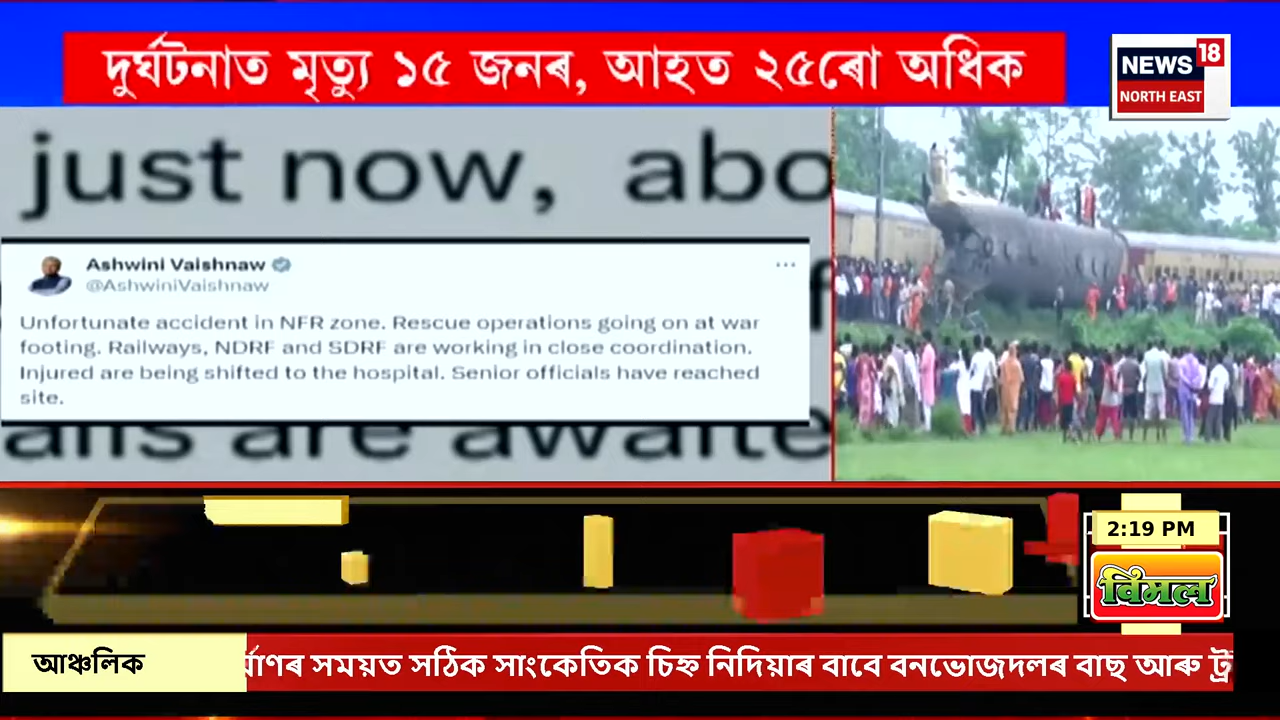 দুৰ্ঘটনাত মৃত্যু ১৫ জনৰ, আহত ২৫ৰো অধিক
NEWS 18
NORTH EAST
just now, abo
Ashwini Vaishnaw
@AshwiniVaishnaw
Unfortunate accident in NFR zone. Rescue operations going on at war
footing. Railways, NDRF and SDRF are working in close coordination.
Injured are being shifted to the hospital. Senior officials have reached
site.
are awaite
2:19 PM
विमल
আঞ্চলিক
সময়ত সঠিক সাংকেতিক চিহ্ন নিদিয়াৰ বাবে বনভোজদলৰ বাছ আৰু